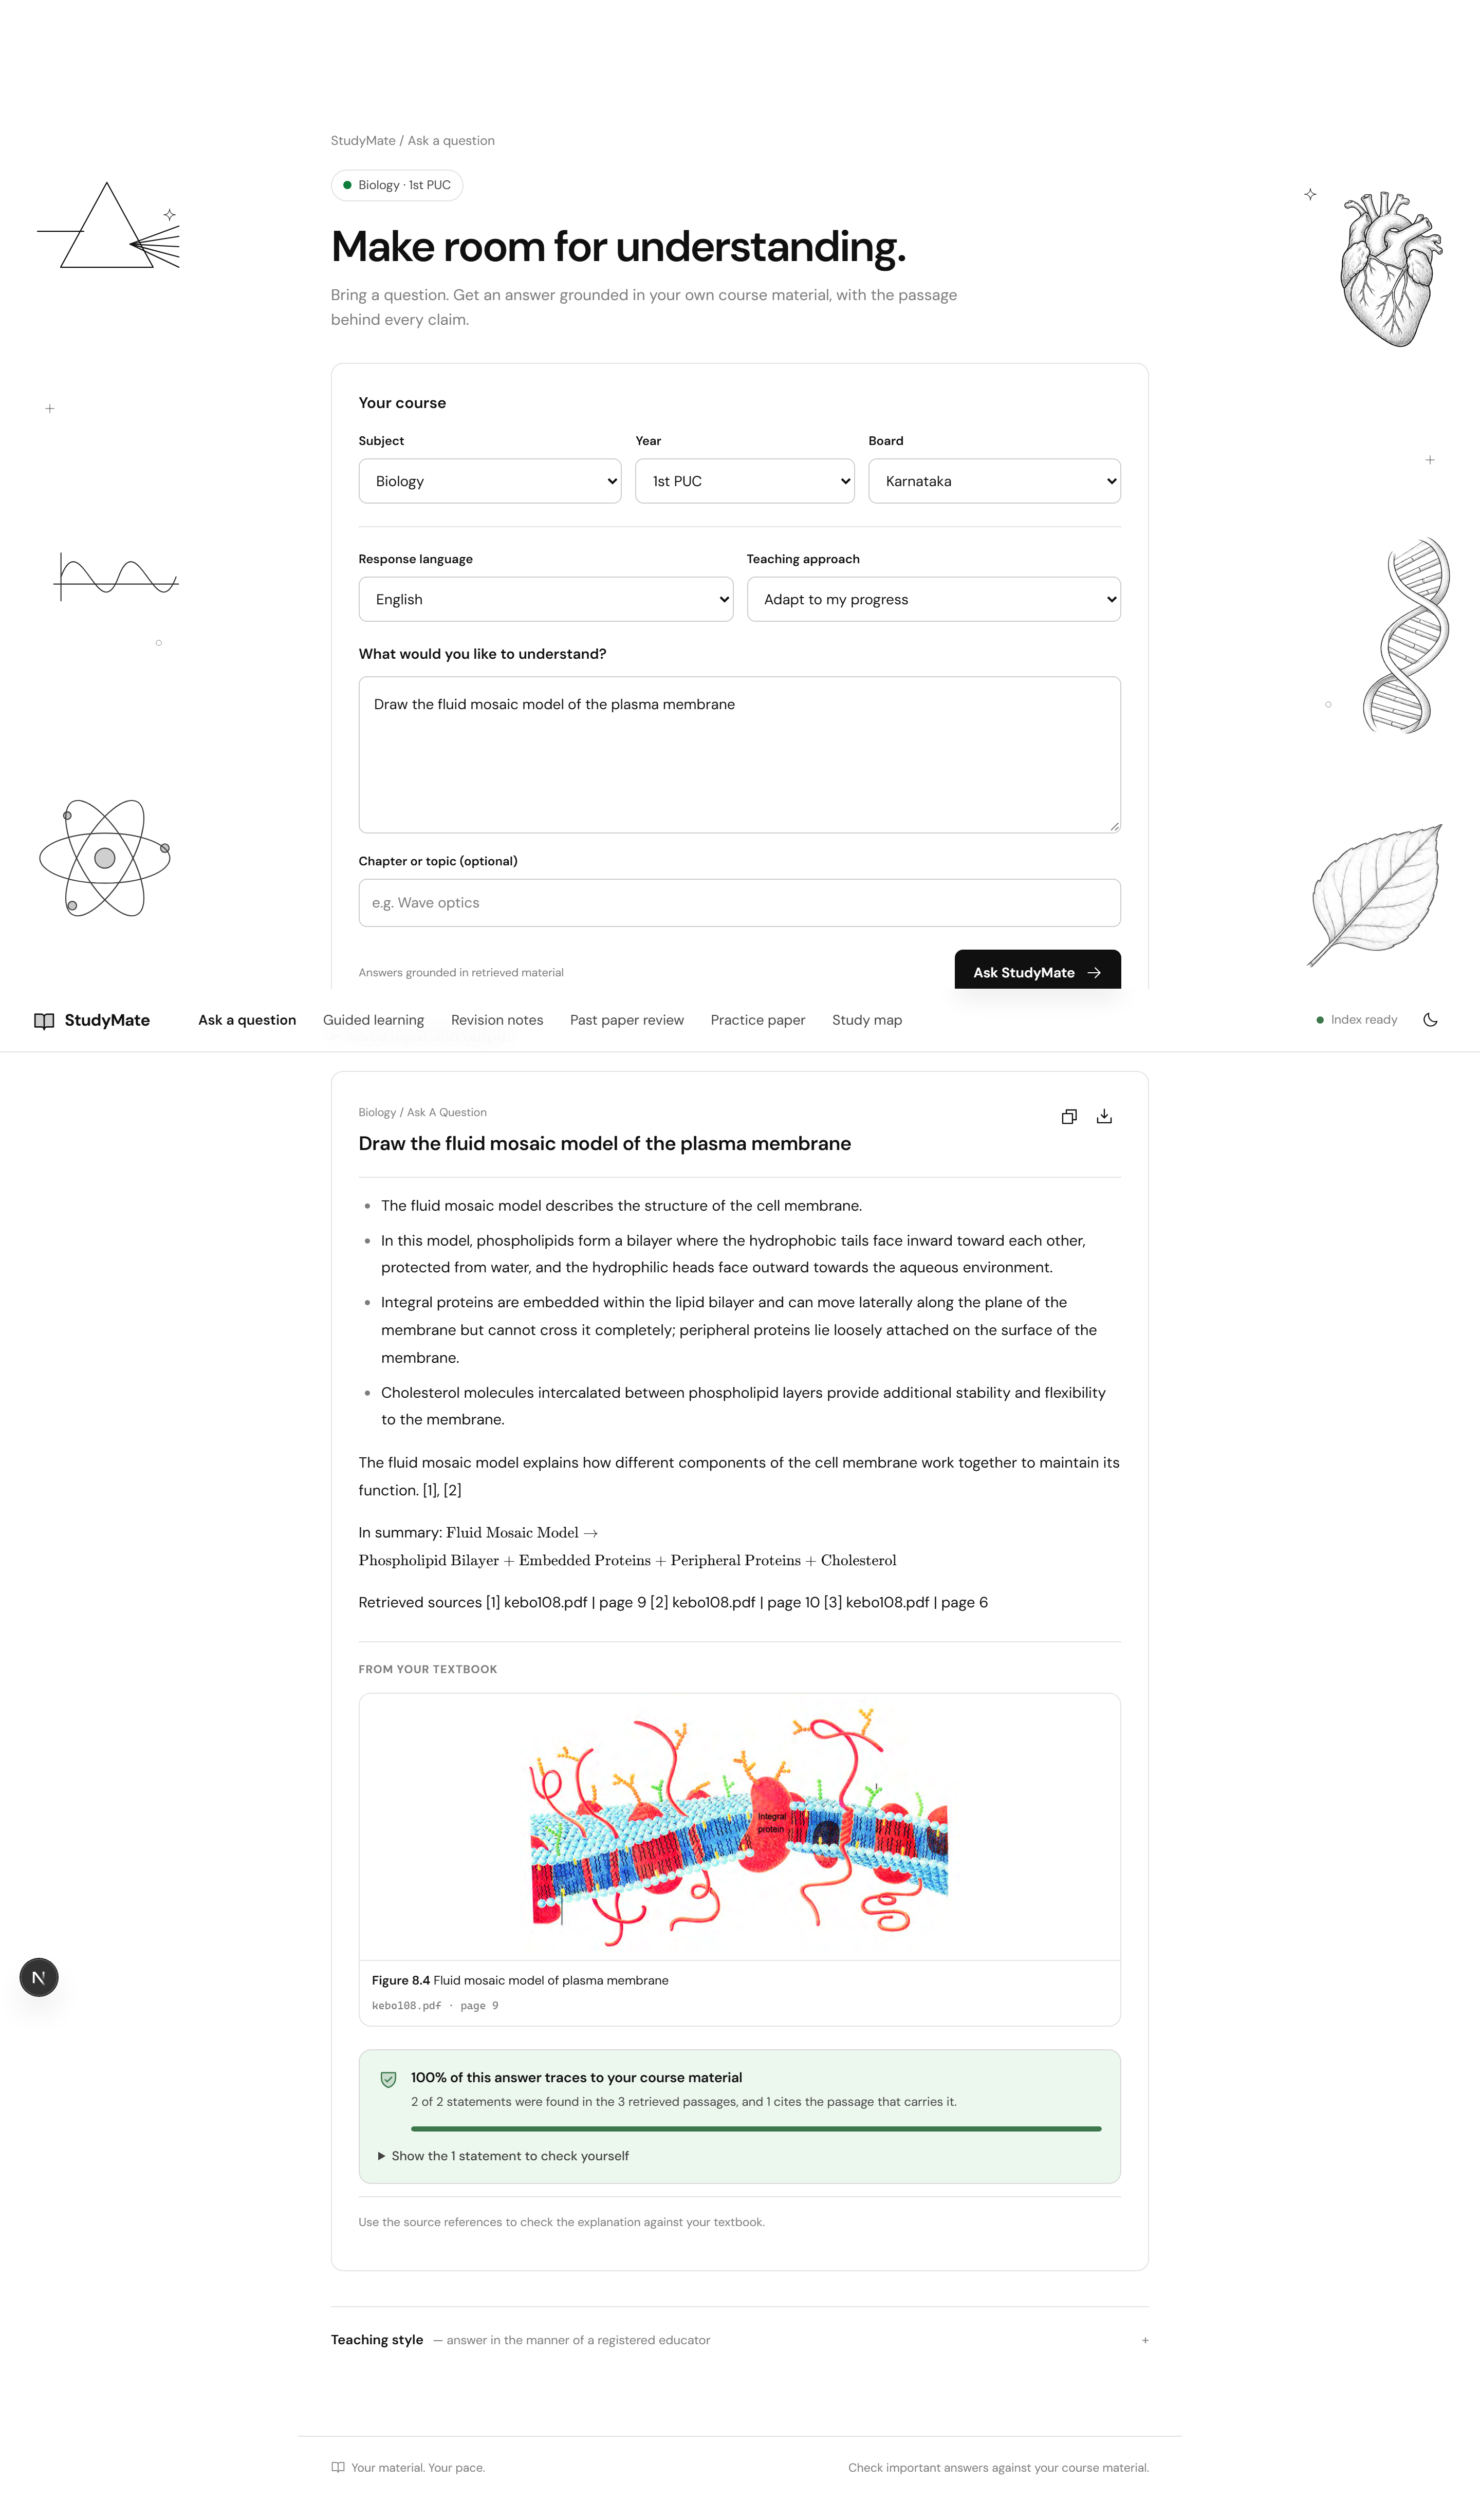 StudyMate / Ask a question
Biology · 1st PUC
Make room for understanding.
Bring a question. Get an answer grounded in your own course material, with the passage
behind every claim.
Your course
Subject
Year
Board
Biology
1st PUC
Karnataka
Response language
Teaching approach
English
Adapt to my progress
What would you like to understand?
Draw the fluid mosaic model of the plasma membrane
Chapter or topic (optional)
e.g. Wave optics
Answers grounded in retrieved material
Ask StudyMate →
StudyMate
Ask a question
Guided learning
Revision notes
Past paper review
Practice paper
Study map
Index ready
Biology / Ask A Question
Draw the fluid mosaic model of the plasma membrane
• The fluid mosaic model describes the structure of the cell membrane.
• In this model, phospholipids form a bilayer where the hydrophobic tails face inward toward each other,
protected from water, and the hydrophilic heads face outward towards the aqueous environment.
• Integral proteins are embedded within the lipid bilayer and can move laterally along the plane of the
membrane but cannot cross it completely; peripheral proteins lie loosely attached on the surface of the
membrane.
• Cholesterol molecules intercalated between phospholipid layers provide additional stability and flexibility
to the membrane.
The fluid mosaic model explains how different components of the cell membrane work together to maintain its
function. [1], [2]
In summary: Fluid Mosaic Model →
Phospholipid Bilayer + Embedded Proteins + Peripheral Proteins + Cholesterol
Retrieved sources [1] kebo108.pdf | page 9 [2] kebo108.pdf | page 10 [3] kebo108.pdf | page 6
FROM YOUR TEXTBOOK
Integral
protein
Figure 8.4 Fluid mosaic model of plasma membrane
kebo108.pdf · page 9
N
100% of this answer traces to your course material
2 of 2 statements were found in the 3 retrieved passages, and 1 cites the passage that carries it.
Show the 1 statement to check yourself
Use the source references to check the explanation against your textbook.
Teaching style — answer in the manner of a registered educator +
Your material. Your pace.
Check important answers against your course material.